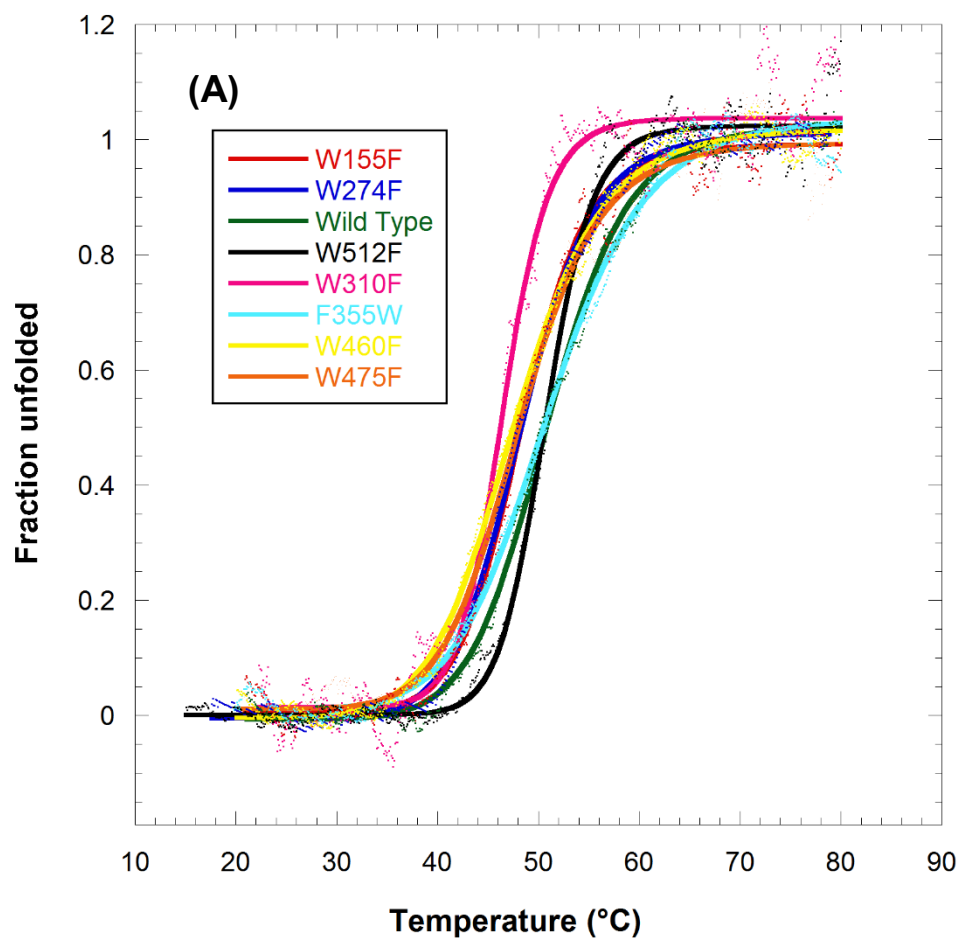 (A)
W155F
W274F
Wild Type
W512F
W310F
F355W
W460F
W475F
Fraction unfolded
1.2
1
0.8
0.6
0.4
0.2
0
10 20 30 40 50 60 70 80 90
Temperature (°C)